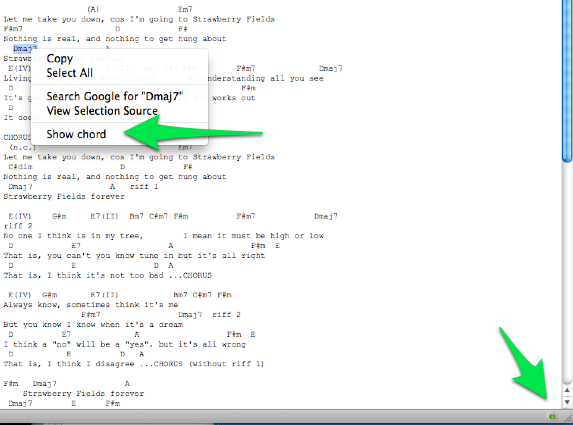 (A) Em7
Let me take you down, cos I'm going to Strawberry Fields
F#m7 D F#
Nothing is real, and nothing to get hung about
Dmaj7 A
Straw
Copy
Select All
Search Google for "Dmaj7"
View Selection Source
Show chord
E(IV) F#m7 Dmaj7
Living nderstanding all you see
D F#m
It's g works out
D
It doe
CHORUS
(n.c.) Em7
Let me take you down, cos I'm going to Strawberry Fields
C#dim D F#
Nothing is real, and nothing to get hung about
Dmaj7 A riff 1
Strawberry Fields forever
E(IV) G#m E7(II) Bm7 C#m7 F#m F#m7 Dmaj7
riff 2
No one I think is in my tree, I mean it must be high or low
D E7 A F#m E
That is, you can't you know tune in but it's all right
D E D A
That is, I think it's not too bad ...CHORUS
E(IV) G#m E7(II) Bm7 C#m7 F#m
Always know, sometimes think it's me
F#m7 Dmaj7 riff 2
But you know I know when it's a dream
D E7 A F#m E
I think a "no" will be a "yes", but it's all wrong
D E D A
That is, I think I disagree ...CHORUS (without riff 1)
F#m Dmaj7 A
Strawberry Fields forever
Dmaj7 E F#m